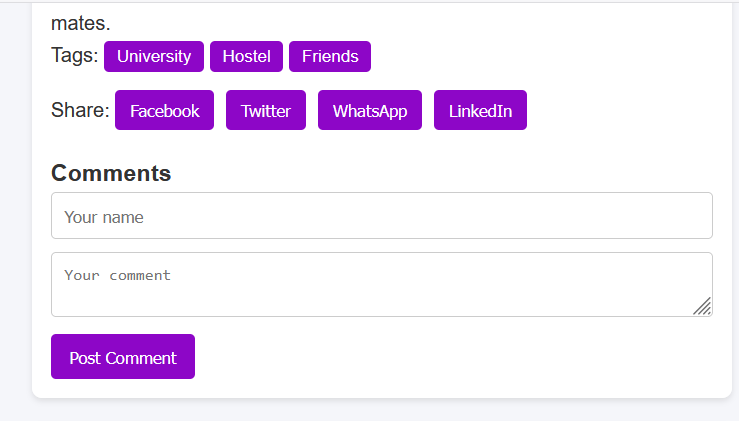 mates.
Tags: University Hostel Friends
Share: Facebook Twitter WhatsApp LinkedIn
Comments
Your name
Your comment
Post Comment